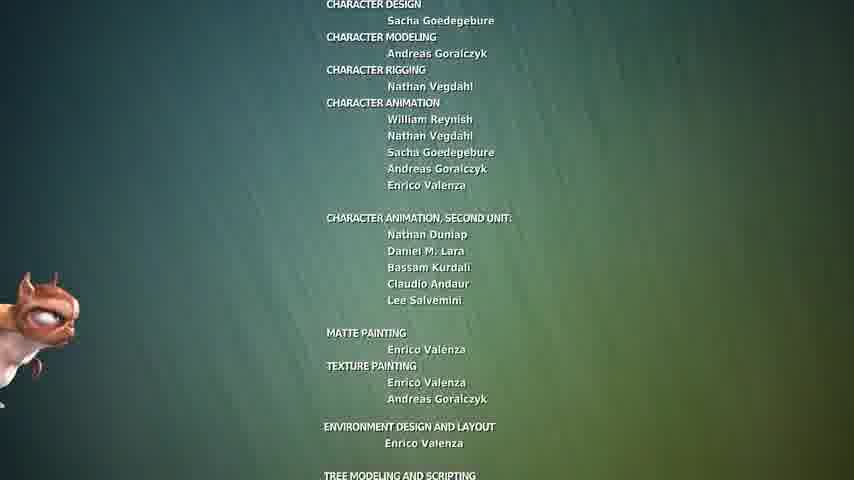 CHARACTER DESIGN
Sacha Goedegebure
CHARACTER MODELING
Andreas Goralczyk
CHARACTER RIGGING
Nathan Vegdahl
CHARACTER ANIMATION
William Reynish
Nathan Vegdahl
Sacha Goedegebure
Andreas Goralczyk
Enrico Valenza
CHARACTER ANIMATION, SECOND UNIT:
Nathan Dunlap
Daniel M. Lara
Bassam Kurdali
Claudio Andaur
Lee Salvemini
MATTE PAINTING
Enrico Valenza
TEXTURE PAINTING
Enrico Valenza
Andreas Goralczyk
ENVIRONMENT DESIGN AND LAYOUT
Enrico Valenza
TREE MODELING AND SCRIPTING